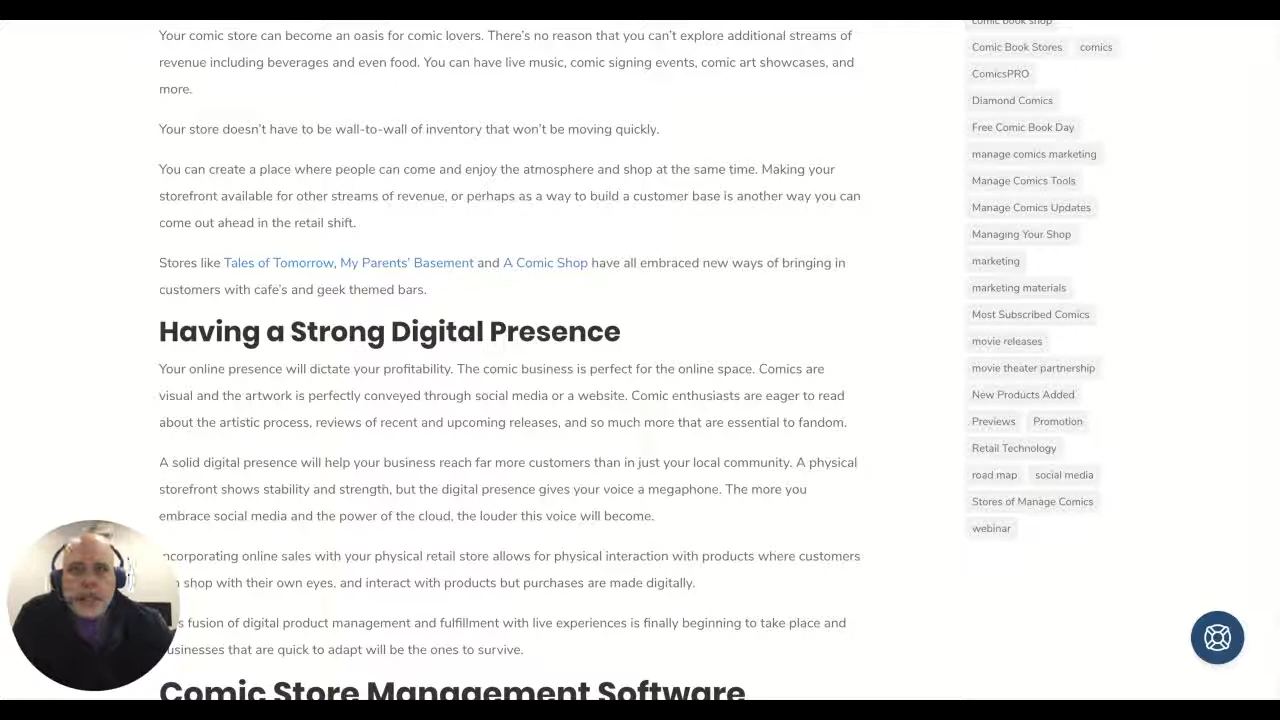 Your comic store can become an oasis for comic lovers. There's no reason that you can't explore additional streams of
revenue including beverages and even food. You can have live music, comic signing events, comic art showcases, and
more.
Your store doesn't have to be wall-to-wall of inventory that won't be moving quickly.
You can create a place where people can come and enjoy the atmosphere and shop at the same time. Making your
storefront available for other streams of revenue, or perhaps as a way to build a customer base is another way you can
come out ahead in the retail shift.
Stores like Tales of Tomorrow, My Parents' Basement and A Comic Shop have all embraced new ways of bringing in
customers with cafe's and geek themed bars.
Having a Strong Digital Presence
Your online presence will dictate your profitability. The comic business is perfect for the online space. Comics are
visual and the artwork is perfectly conveyed through social media or a website. Comic enthusiasts are eager to read
about the artistic process, reviews of recent and upcoming releases, and so much more that are essential to fandom.
A solid digital presence will help your business reach far more customers than in just your local community. A physical
storefront shows stability and strength, but the digital presence gives your voice a megaphone. The more you
embrace social media and the power of the cloud, the louder this voice will become.
ncorporating online sales with your physical retail store allows for physical interaction with products where customers
shop with their own eyes, and interact with products but purchases are made digitally.
fusion of digital product management and fulfillment with live experiences is finally beginning to take place and
usinesses that are quick to adapt will be the ones to survive.
Comic Store Management Software
comic book shop
Comic Book Stores comics
ComicsPRO
Diamond Comics
Free Comic Book Day
manage comics marketing
Manage Comics Tools
Manage Comics Updates
Managing Your Shop
marketing
marketing materials
Most Subscribed Comics
movie releases
movie theater partnership
New Products Added
Previews Promotion
Retail Technology
road map social media
Stores of Manage Comics
webinar